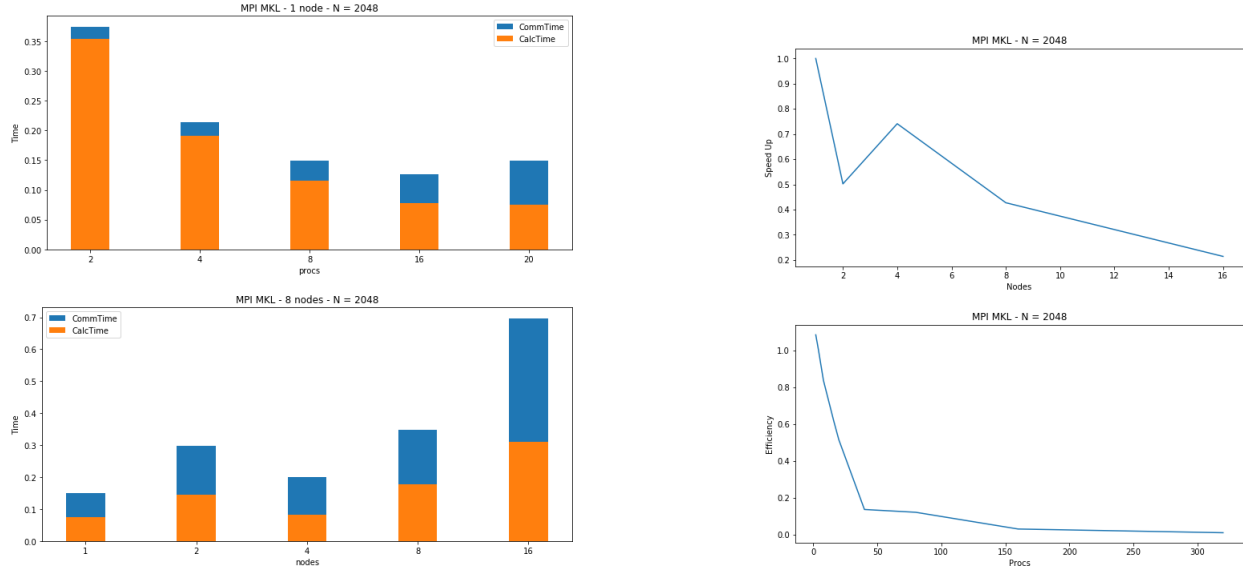 MPI MKL - 1 node - N = 2048
CommTime
CalcTime
0.35
0.30
0.25
0.20
0.15
0.10
0.05
0.00
Time
2 4 8 16 20
procs
MPI MKL - 8 nodes - N = 2048
CommTime
CalcTime
0.7
0.6
0.5
0.4
0.3
0.2
0.1
0.0
Time
1 2 4 8 16
nodes
MPI MKL - N = 2048
1.0
0.9
0.8
0.7
0.6
0.5
0.4
0.3
0.2
Speed Up
2 4 6 8 10 12 14 16
Nodes
MPI MKL - N = 2048
1.0
0.8
0.6
0.4
0.2
0.0
Efficiency
0 50 100 150 200 250 300
Procs